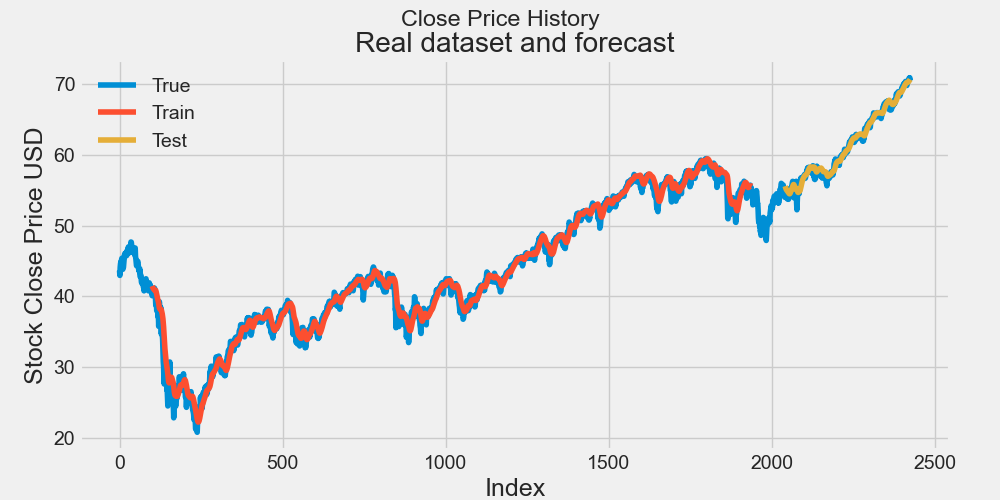 Close Price History
Real dataset and forecast
True
Train
Test
Stock Close Price USD
70
60
50
40
30
20
0 500 1000 1500 2000 2500
Index